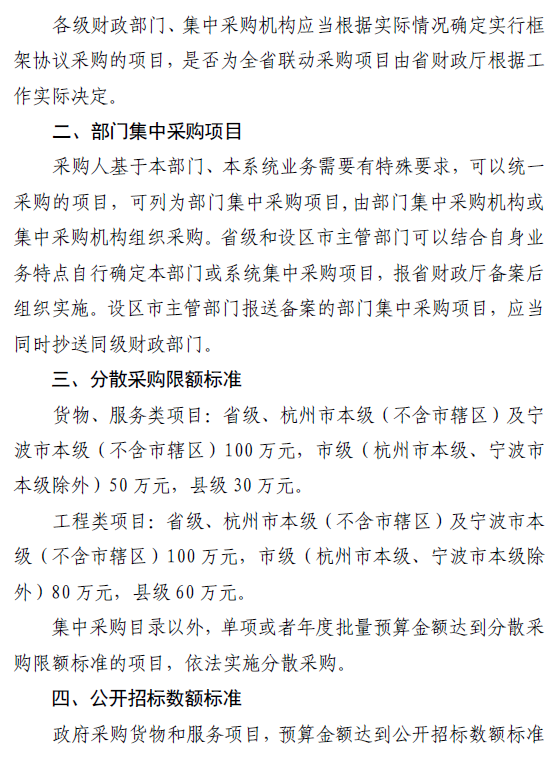 各级财政部门、集中采购机构应当根据实际情况确定实行框
架协议采购的项目，是否为全省联动采购项目由省财政厅根据工
作实际决定。
二、部门集中采购项目
采购人基于本部门、本系统业务需要有特殊要求，可以统一
采购的项目，可列为部门集中采购项目,由部门集中采购机构或
集中采购机构组织采购。省级和设区市主管部门可以结合自身业
务特点自行确定本部门或系统集中采购项目，报省财政厅备案后
组织实施。设区市主管部门报送备案的部门集中采购项目，应当
同时抄送同级财政部门。
三、分散采购限额标准
货物、服务类项目：省级、杭州市本级（不含市辖区）及宁
波市本级（不含市辖区）100 万元，市级（杭州市本级、宁波市
本级除外）50 万元，县级 30 万元。
工程类项目：省级、杭州市本级（不含市辖区）及宁波市本
级（不含市辖区）100 万元，市级（杭州市本级、宁波市本级除
外）80 万元，县级 60 万元。
集中采购目录以外，单项或者年度批量预算金额达到分散采
购限额标准的项目，依法实施分散采购。
四、公开招标数额标准
政府采购货物和服务项目，预算金额达到公开招标数额标准